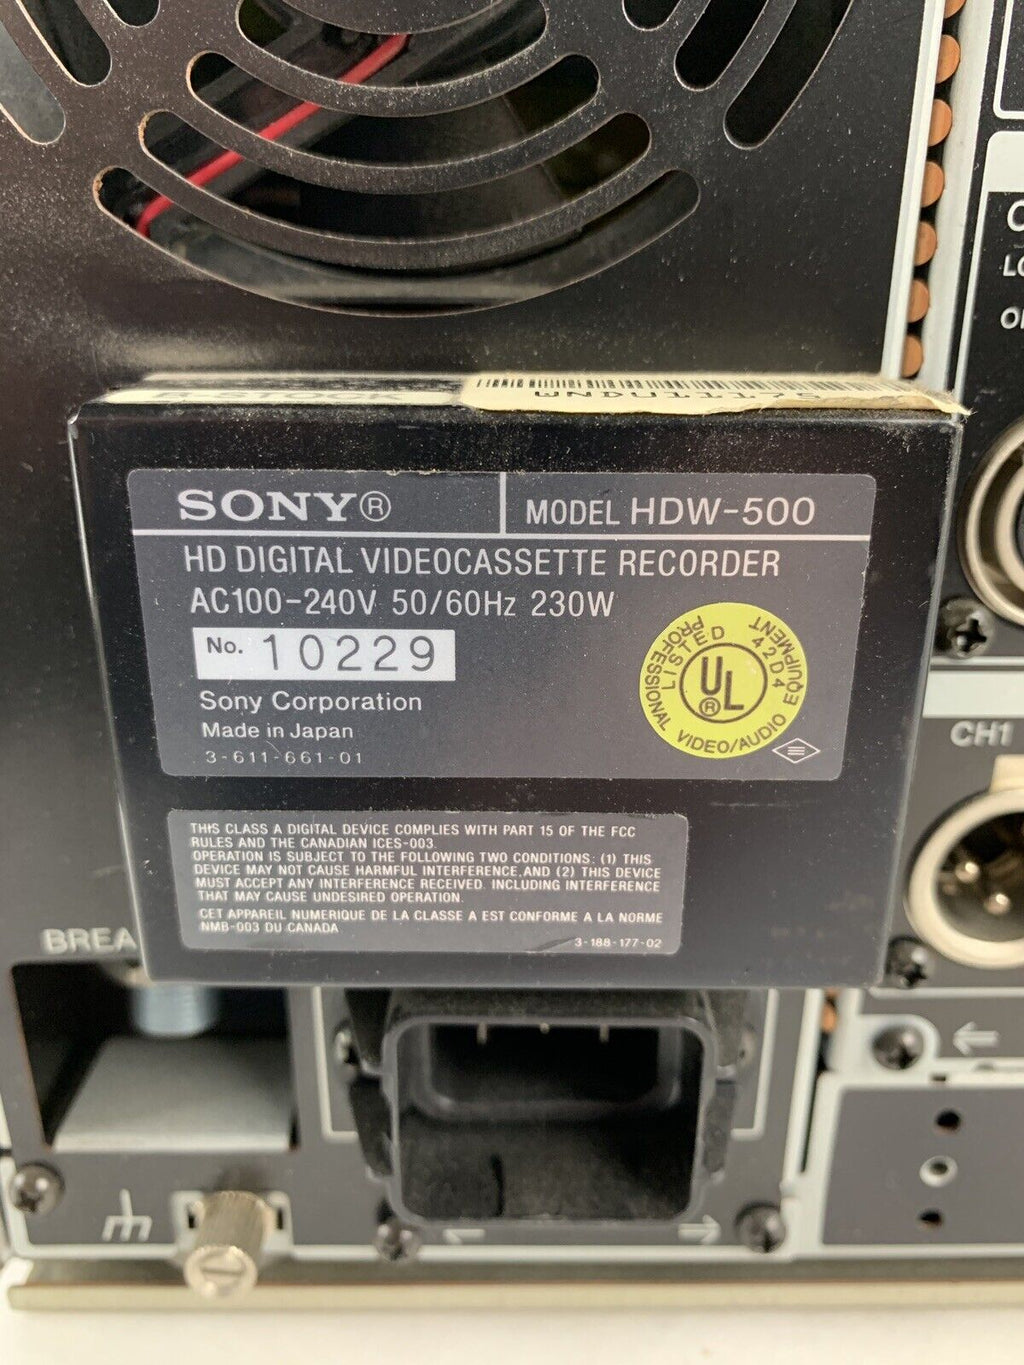 SONY®
MODEL HDW-500
HD DIGITAL VIDEOCASSETTE RECORDER
AC100-240V 50/60Hz 230W
No. 10229
Sony Corporation
Made in Japan
3-611-661-01
LISTED 42D4
UL®
PROFESSIONAL VIDEO/AUDIO EQUIPMENT
THIS CLASS A DIGITAL DEVICE COMPLIES WITH PART 15 OF THE FCC
RULES AND THE CANADIAN ICES-003.
OPERATION IS SUBJECT TO THE FOLLOWING TWO CONDITIONS: (1) THIS
DEVICE MAY NOT CAUSE HARMFUL INTERFERENCE,AND (2) THIS DEVICE
MUST ACCEPT ANY INTERFERENCE RECEIVED. INCLUDING INTERFERENCE
THAT MAY CAUSE UNDESIRED OPERATION.
CET APPAREIL NUMERIQUE DE LA CLASSE A EST CONFORME A LA NORME
NMB-003 DU CANADA
3-188-177-02
CH1
BREA